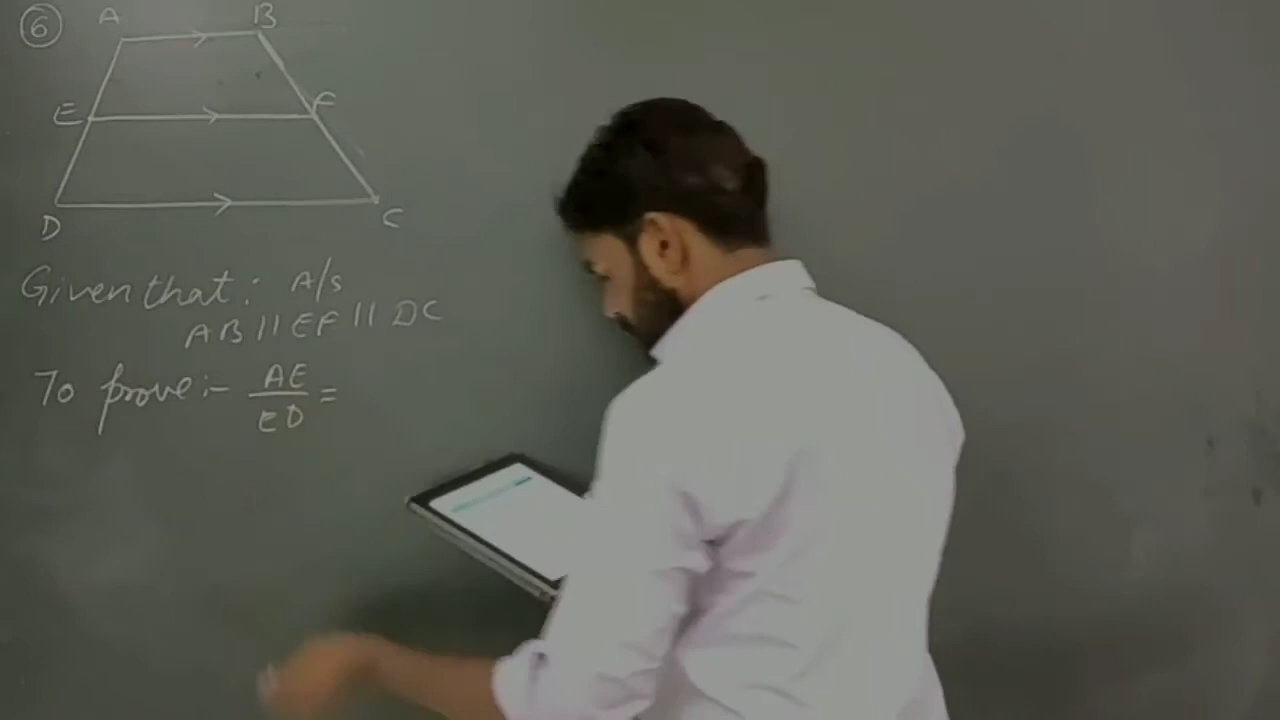 6
A B
E F
D C
Given that: A/s
AB || EF || DC
To prove :- AE/ED =